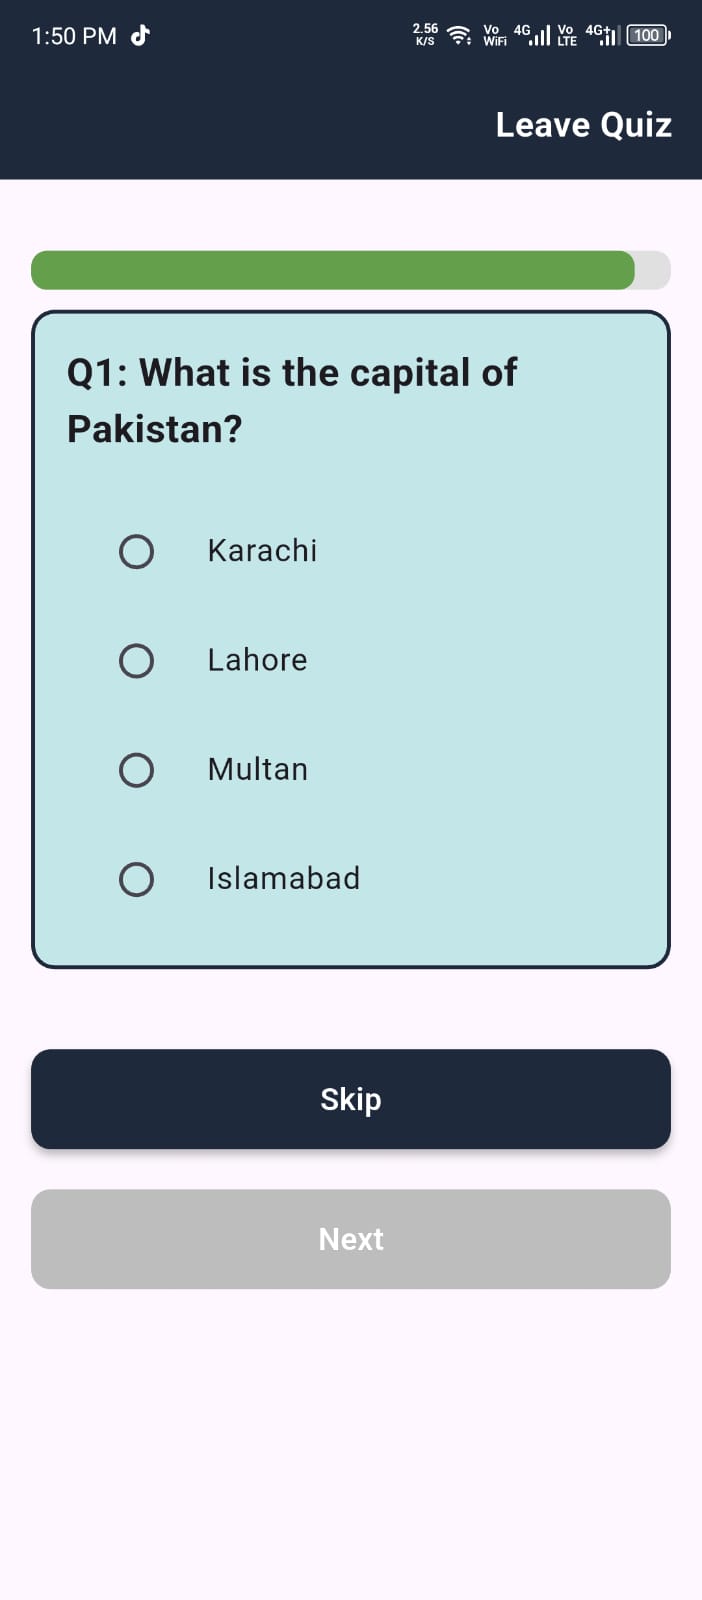 1:50 PM 2.56 K/S Vo WiFi 4G Vo LTE 4G+ 100
Leave Quiz
Q1: What is the capital of
Pakistan?
Karachi
Lahore
Multan
Islamabad
Skip
Next